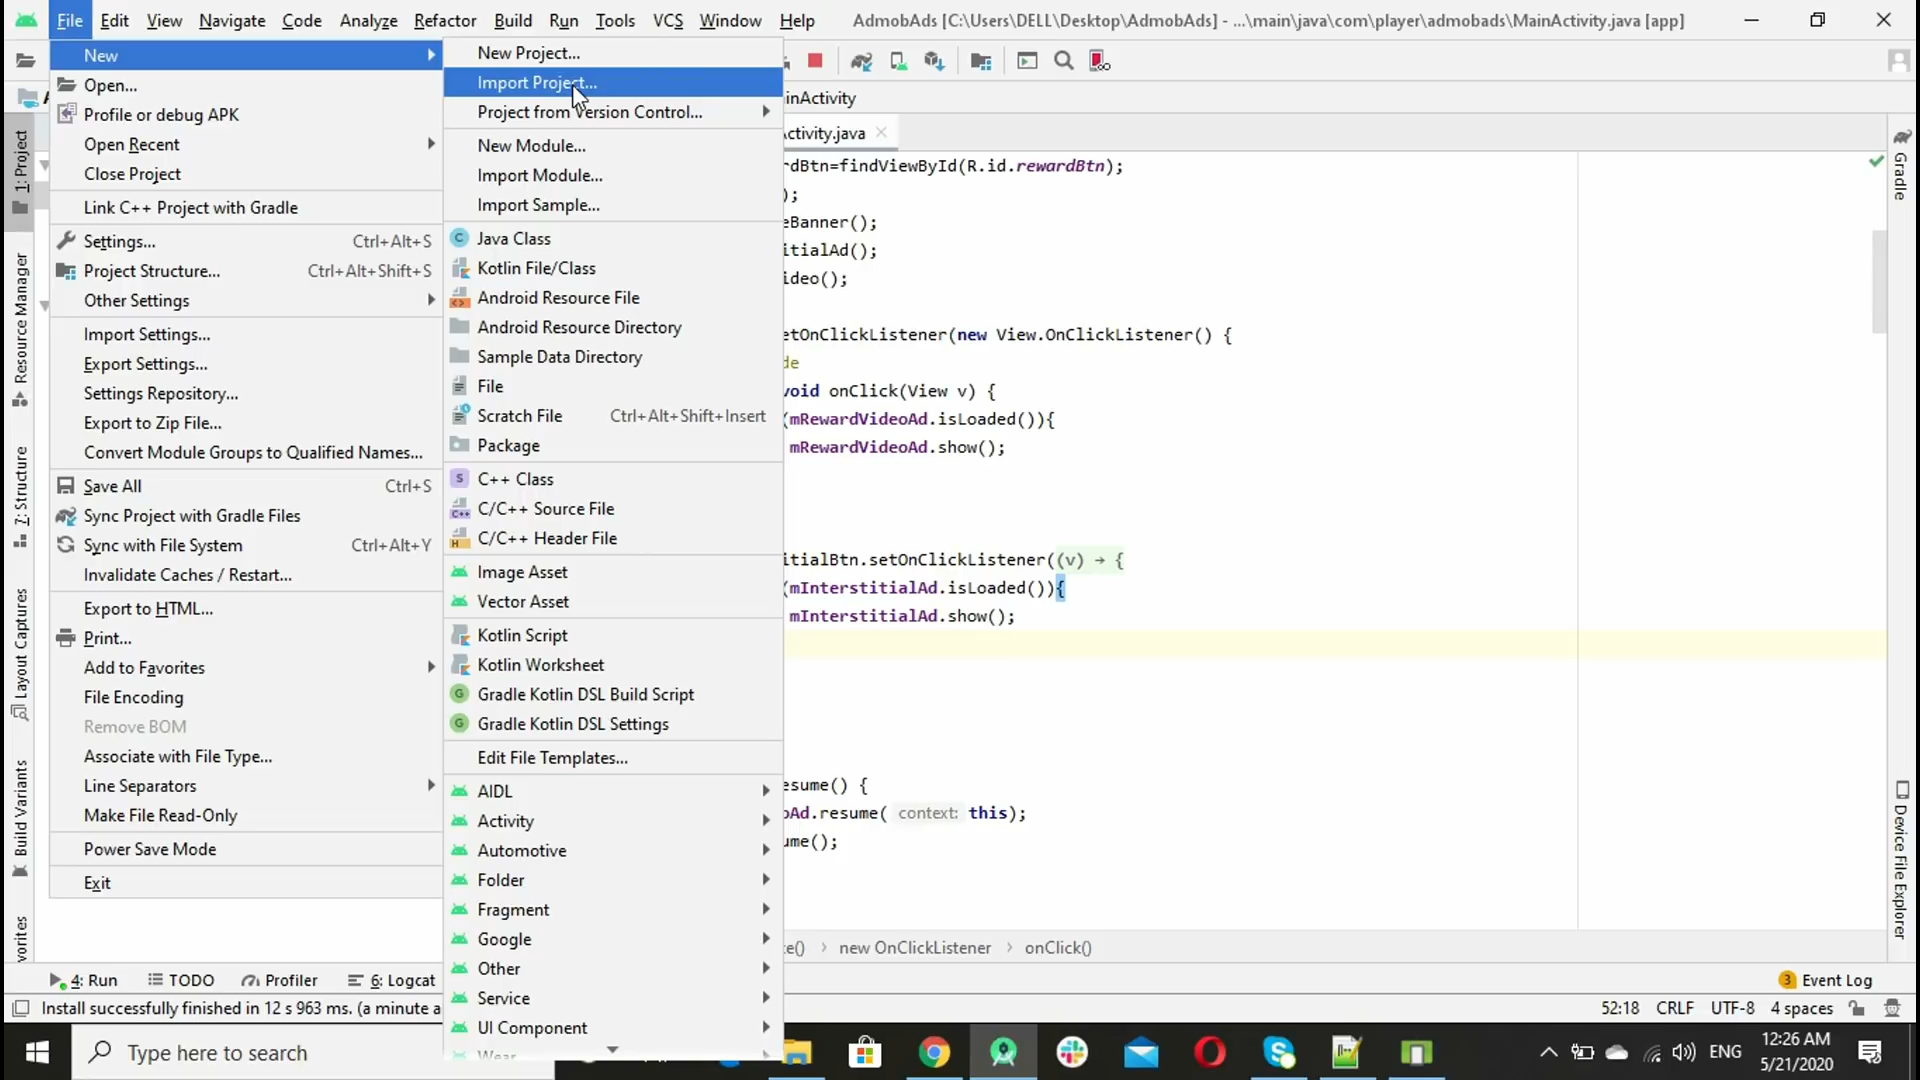 File Edit View Navigate Code Analyze Refactor Build Run Tools VCS Window Help AdmobAds [C:\Users\DELL\Desktop\AdmobAds] - ...\main\java\com\player\admobads\MainActivity.java [app]
New
Open...
Profile or debug APK
Open Recent
Close Project
Link C++ Project with Gradle
Settings... Ctrl+Alt+S
Project Structure... Ctrl+Alt+Shift+S
Other Settings
Import Settings...
Export Settings...
Settings Repository...
Export to Zip File...
Convert Module Groups to Qualified Names...
Save All Ctrl+S
Sync Project with Gradle Files
Sync with File System Ctrl+Alt+Y
Invalidate Caches / Restart...
Export to HTML...
Print...
Add to Favorites
File Encoding
Remove BOM
Associate with File Type...
Line Separators
Make File Read-Only
Power Save Mode
Exit
New Project...
Import Project...
Project from Version Control...
New Module...
Import Module...
Import Sample...
Java Class
Kotlin File/Class
Android Resource File
Android Resource Directory
Sample Data Directory
File
Scratch File Ctrl+Alt+Shift+Insert
Package
C++ Class
C/C++ Source File
C/C++ Header File
Image Asset
Vector Asset
Kotlin Script
Kotlin Worksheet
Gradle Kotlin DSL Build Script
Gradle Kotlin DSL Settings
Edit File Templates...
AIDL
Activity
Automotive
Folder
Fragment
Google
Other
Service
UI Component
Wear
inActivity
ctivity.java
rdBtn=findViewById(R.id.rewardBtn);
);
eBanner();
itialAd();
ideo();
etOnClickListener(new View.OnClickListener() {
de
void onClick(View v) {
(mRewardVideoAd.isLoaded()){
mRewardVideoAd.show();
itialBtn.setOnClickListener((v) → {
(mInterstitialAd.isLoaded()){
mInterstitialAd.show();
esume() {
oAd.resume( context: this);
ume();
te() › new OnClickListener › onClick()
1: Project
Resource Manager
7: Structure
Layout Captures
Build Variants
vorites
Gradle
Device File Explorer
4: Run TODO Profiler 6: Logcat
3 Event Log
Install successfully finished in 12 s 963 ms. (a minute a
52:18 CRLF UTF-8 4 spaces
Type here to search
ENG
12:26 AM
5/21/2020